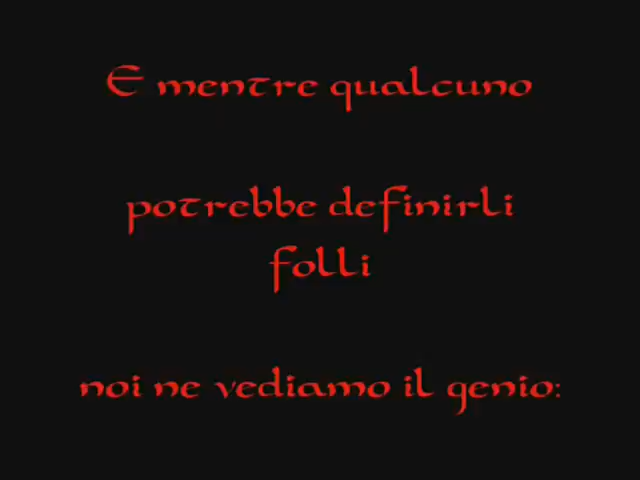 E mentre qualcuno
potrebbe definirli
folli
noi ne vediamo il genio: